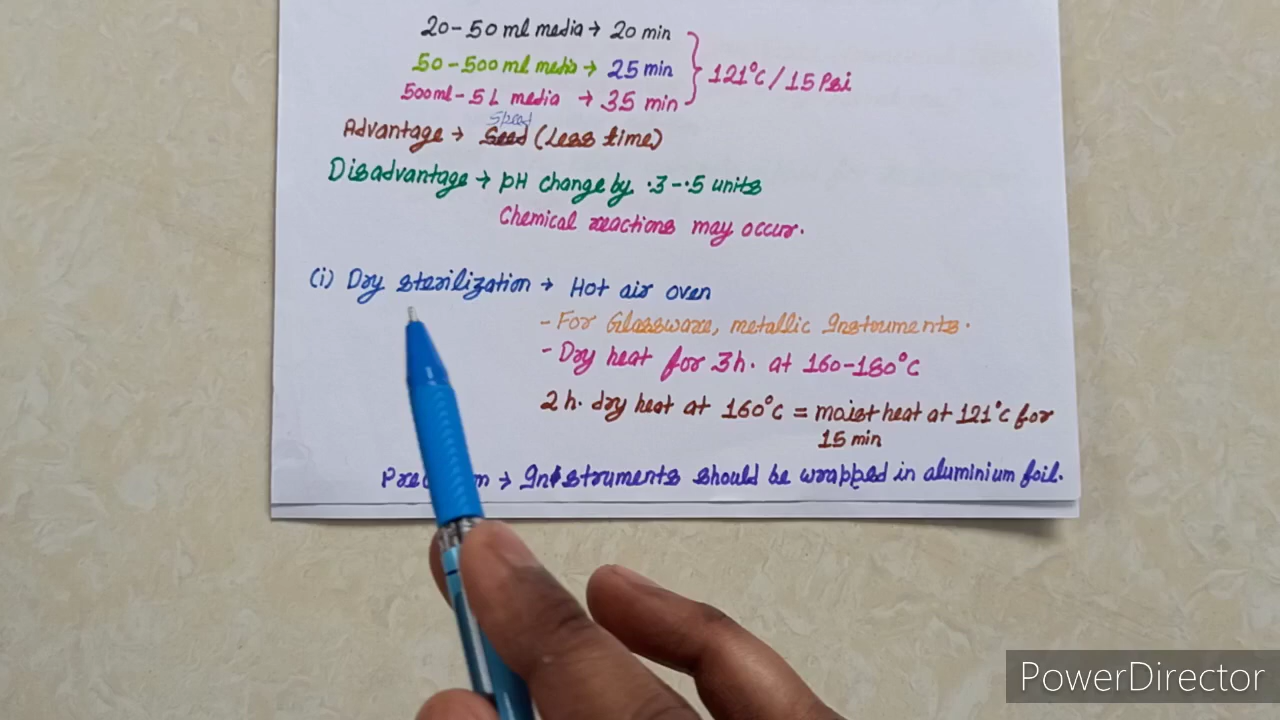 20-50 ml media → 20 min
50-500 ml media → 25 min
500ml-5 L media → 35 min
} 121°C / 15 Psi
Speed
Advantage → Seed (Less time)
Disadvantage → pH change by .3-.5 units
Chemical reactions may occur.
(i) Dry sterilization → Hot air oven
- For Glassware, metallic Instruments.
- Dry heat for 3h. at 160-180°C
2 h. dry heat at 160°C = moist heat at 121°C for
15 min
→ Instruments should be wrapped in aluminium foil.
PowerDirector